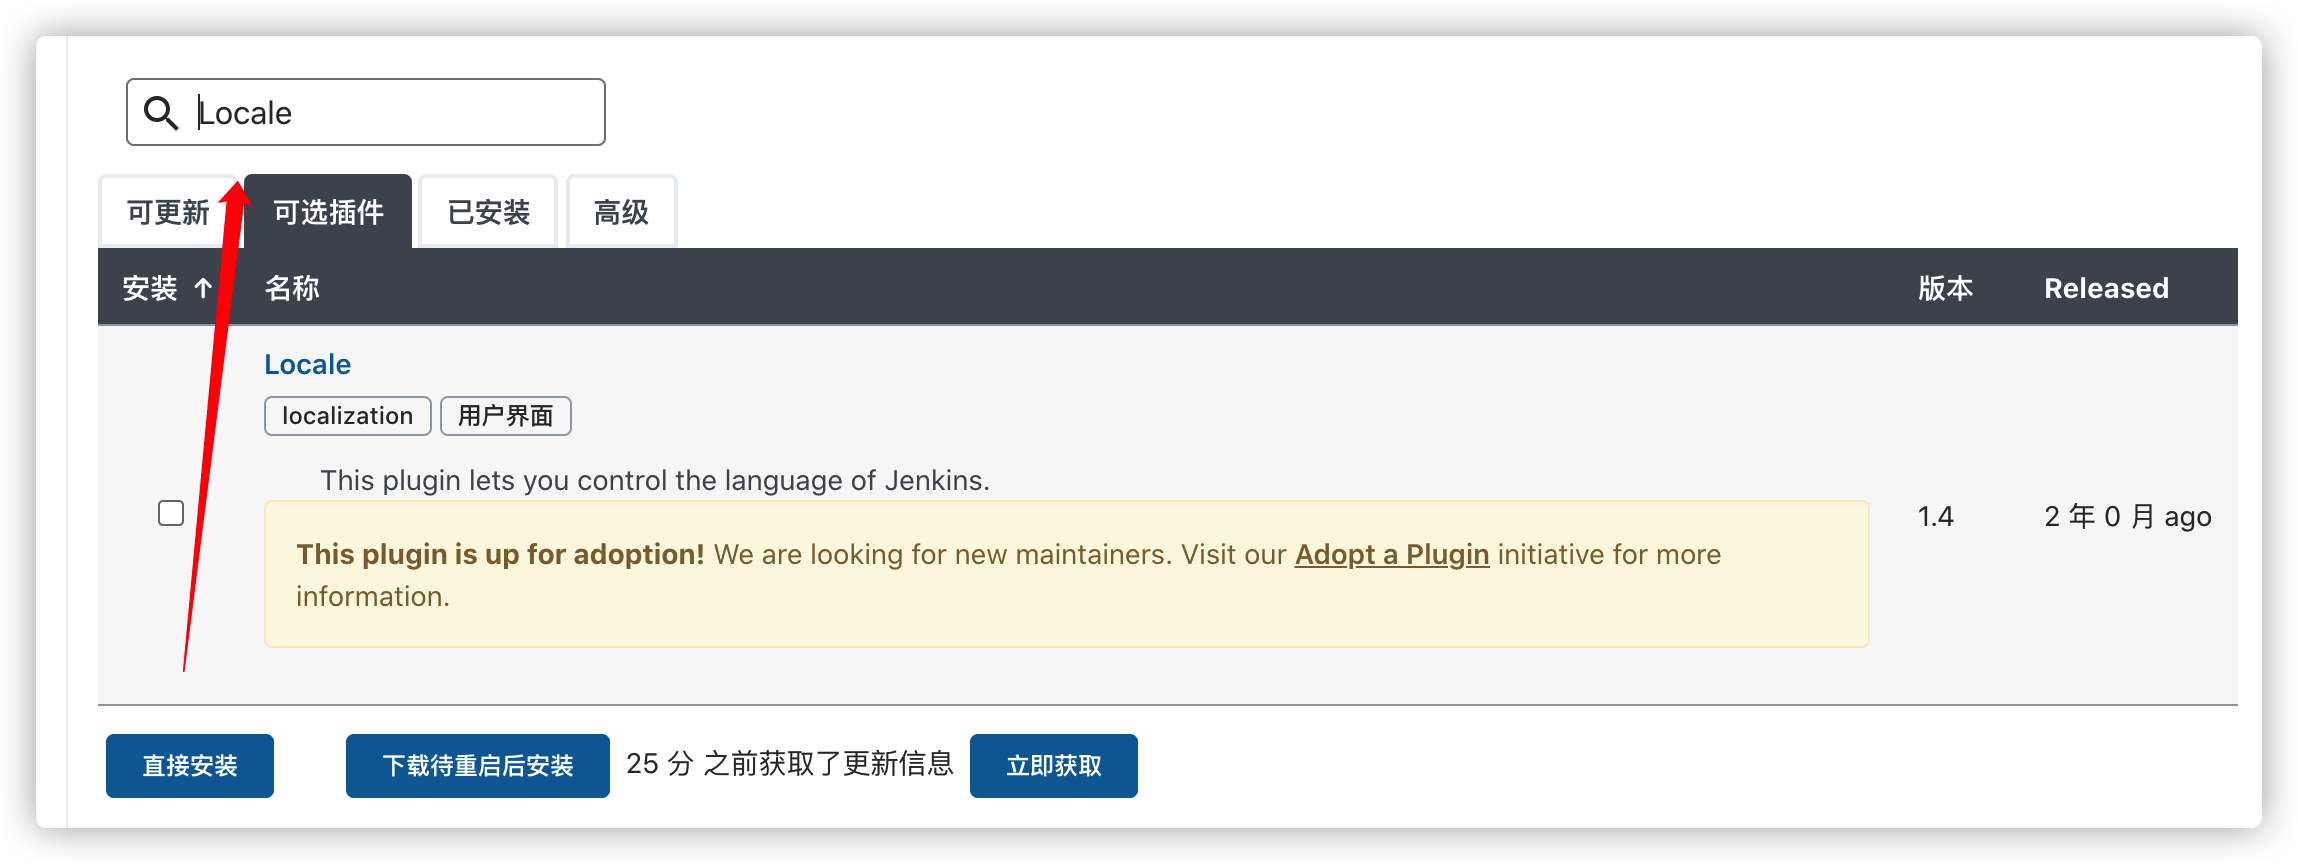 Locale
可更新 可选插件 已安装 高级
安装 ↑ 名称 版本 Released
Locale
localization 用户界面
This plugin lets you control the language of Jenkins.
This plugin is up for adoption! We are looking for new maintainers. Visit our Adopt a Plugin initiative for more
information.
1.4 2 年 0 月 ago
直接安装 下载待重启后安装 25 分 之前获取了更新信息 立即获取